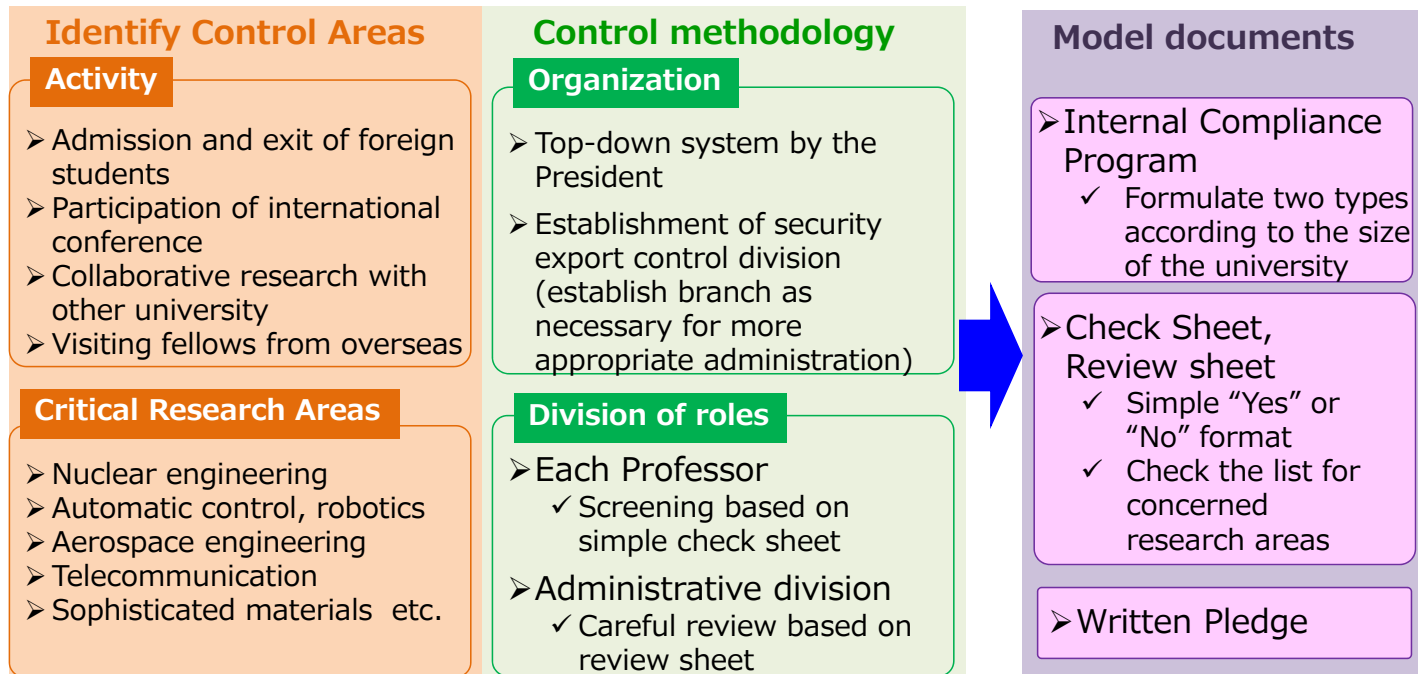 Identify Control Areas
Activity
➢ Admission and exit of foreign
students
➢ Participation of international
conference
➢ Collaborative research with
other university
➢ Visiting fellows from overseas
Critical Research Areas
➢ Nuclear engineering
➢ Automatic control, robotics
➢ Aerospace engineering
➢ Telecommunication
➢ Sophisticated materials etc.
Control methodology
Organization
➢ Top-down system by the
President
➢ Establishment of security
export control division
(establish branch as
necessary for more
appropriate administration)
Division of roles
➢ Each Professor
✓ Screening based on
simple check sheet
➢ Administrative division
✓ Careful review based on
review sheet
Model documents
➢ Internal Compliance
Program
✓ Formulate two types
according to the size
of the university
➢ Check Sheet,
Review sheet
✓ Simple “Yes” or
“No” format
✓ Check the list for
concerned
research areas
➢ Written Pledge